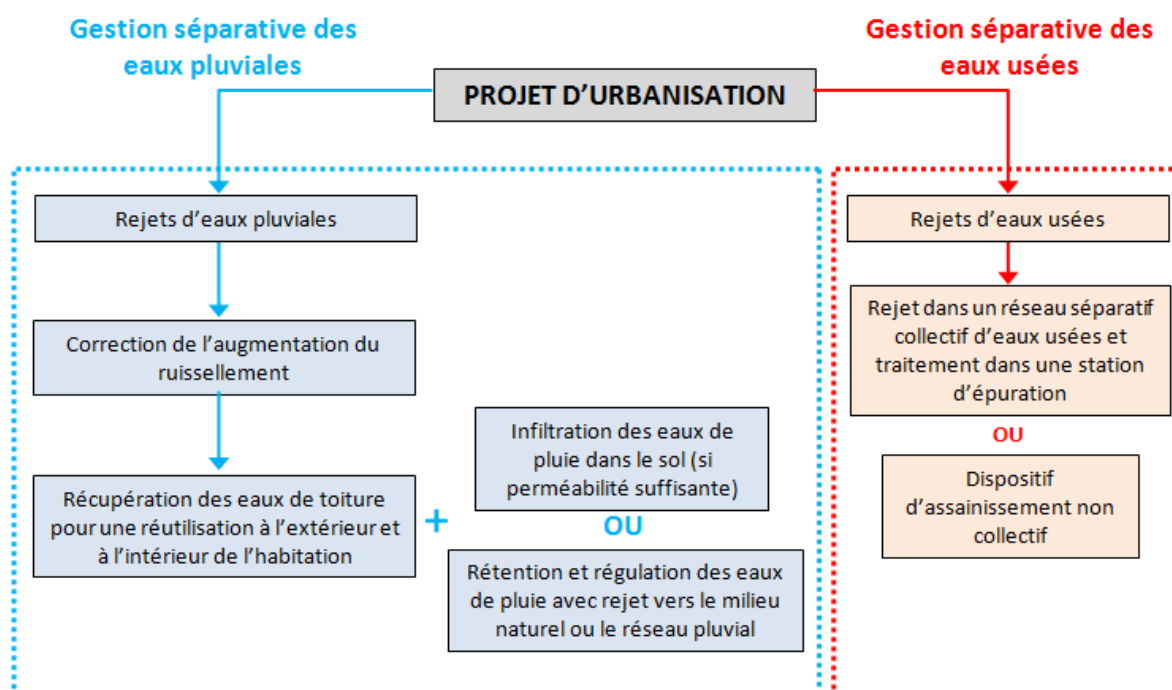 Gestion séparative des
eaux pluviales
Gestion séparative des
eaux usées
PROJET D'URBANISATION
Rejets d'eaux pluviales
Correction de l'augmentation du
ruissellement
Récupération des eaux de toiture
pour une réutilisation à l'extérieur et
à l'intérieur de l'habitation
+
Infiltration des eaux de
pluie dans le sol (si
perméabilité suffisante)
OU
Rétention et régulation des eaux
de pluie avec rejet vers le milieu
naturel ou le réseau pluvial
Rejets d'eaux usées
Rejet dans un réseau séparatif
collectif d'eaux usées et
traitement dans une station
d'épuration
OU
Dispositif
d'assainissement non
collectif